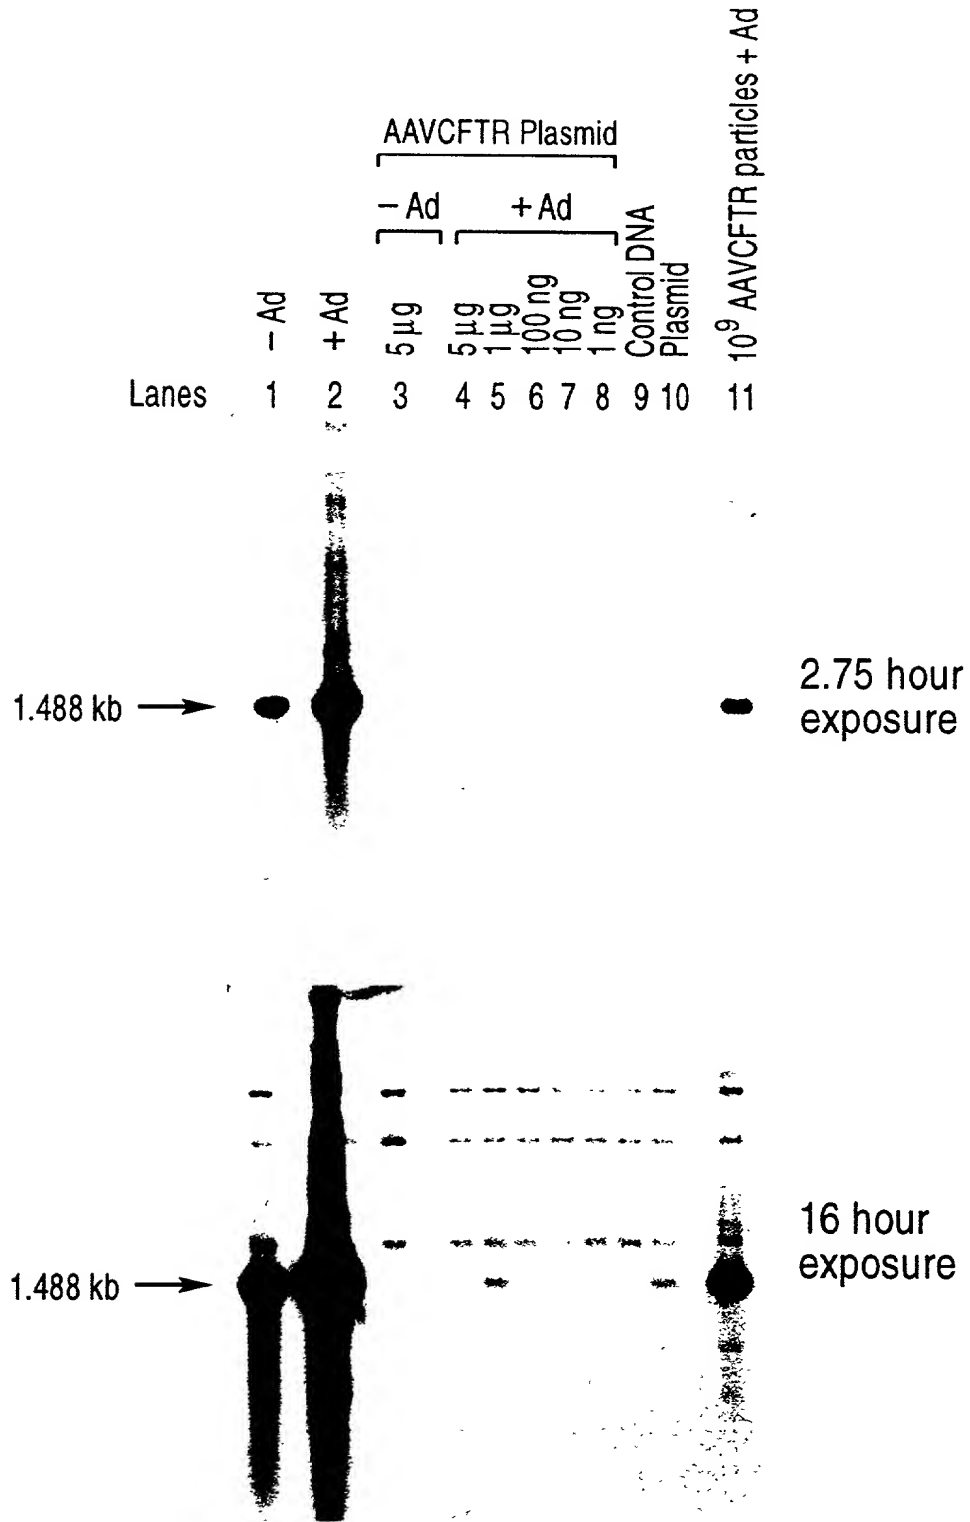 AAVCFTR Plasmid
− Ad + Ad
− Ad + Ad 5 µg 5 µg 1 µg 100 ng 10 ng 1 ng Control DNA Plasmid 10⁹ AAVCFTR particles + Ad
Lanes 1 2 3 4 5 6 7 8 9 10 11
1.488 kb
2.75 hour
exposure
1.488 kb
16 hour
exposure